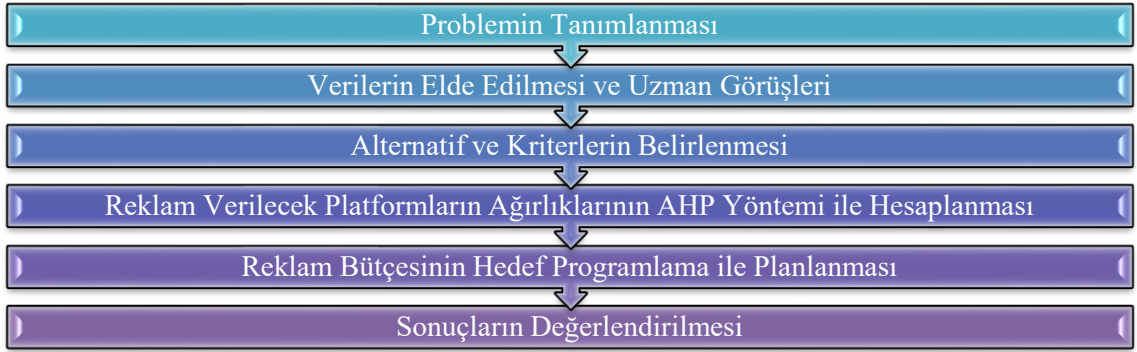 Problemin Tanımlanması
Verilerin Elde Edilmesi ve Uzman Görüşleri
Alternatif ve Kriterlerin Belirlenmesi
Reklam Verilecek Platformların Ağırlıklarının AHP Yöntemi ile Hesaplanması
Reklam Bütçesinin Hedef Programlama ile Planlanması
Sonuçların Değerlendirilmesi